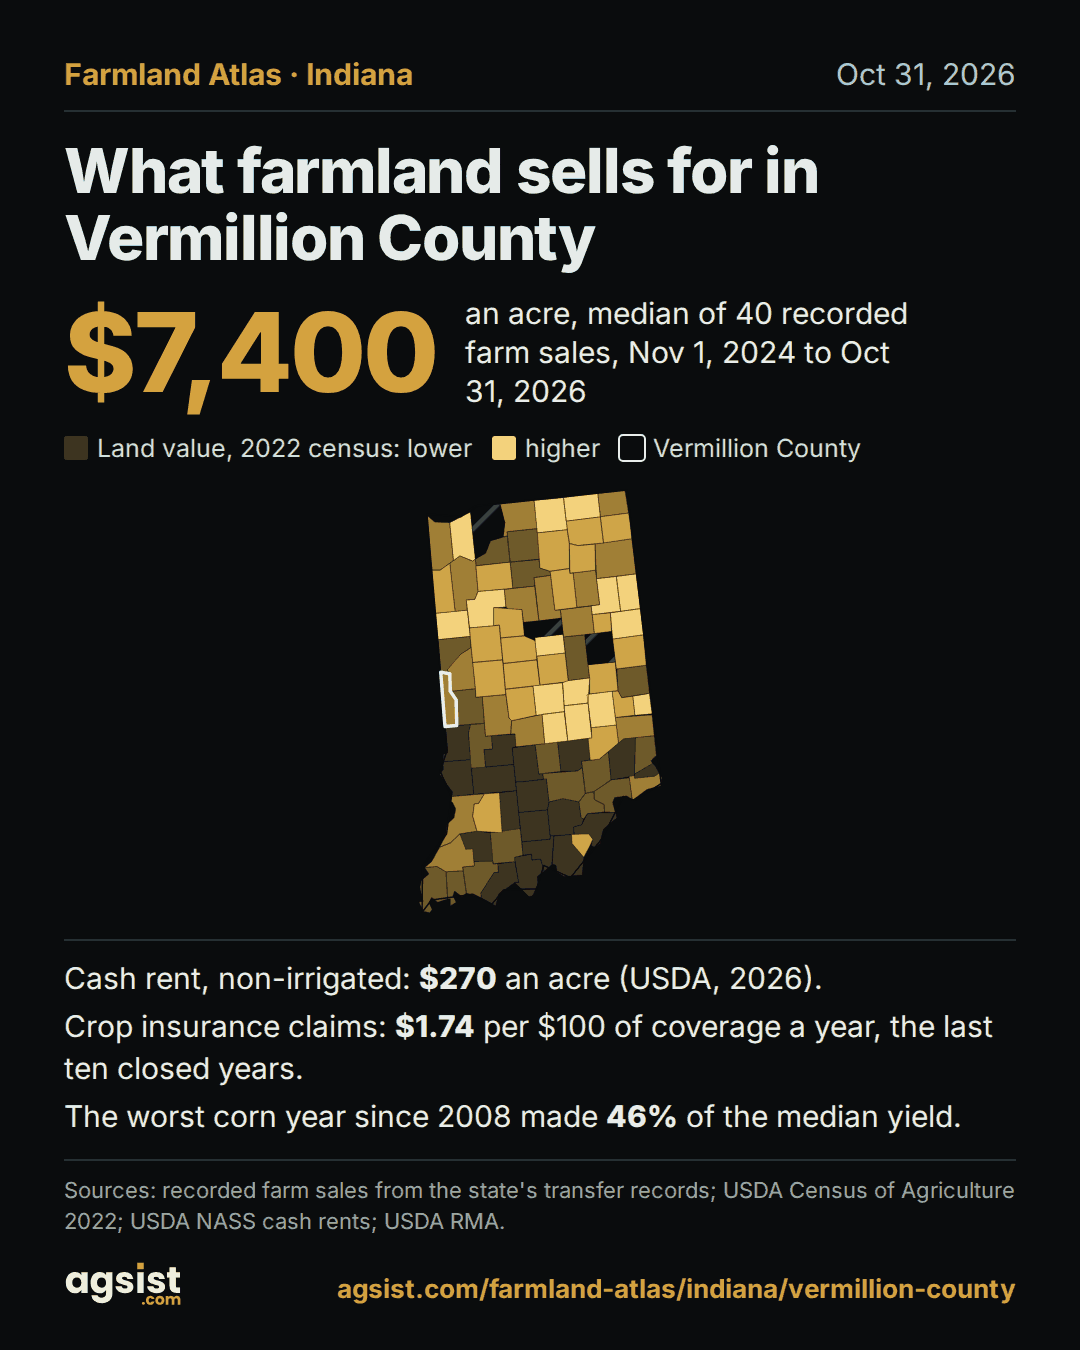 Farmland Atlas · Indiana
Oct 31, 2026
What farmland sells for in
Vermillion County
$7,400
an acre, median of 40 recorded
farm sales, Nov 1, 2024 to Oct
31, 2026
Land value, 2022 census: lower
higher
Vermillion County
Cash rent, non-irrigated: $270 an acre (USDA, 2026).
Crop insurance claims: $1.74 per $100 of coverage a year, the last
ten closed years.
The worst corn year since 2008 made 46% of the median yield.
Sources: recorded farm sales from the state's transfer records; USDA Census of Agriculture
2022; USDA NASS cash rents; USDA RMA.
agsist
.com
agsist.com/farmland-atlas/indiana/vermillion-county